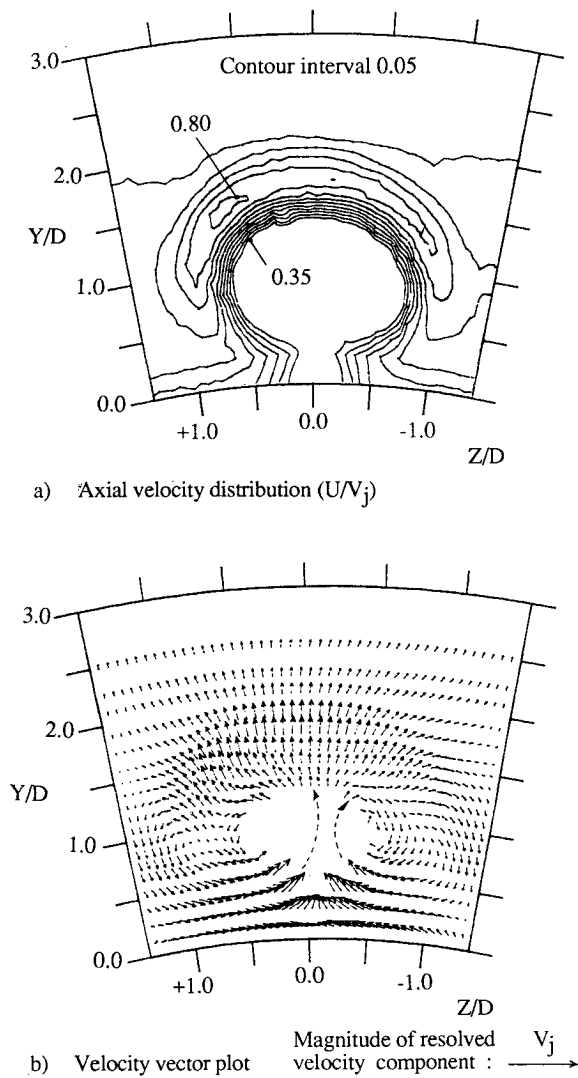 3.0
Contour interval 0.05
0.80
2.0
Y/D
0.35
1.0
0.0
+1.0
0.0
-1.0
Z/D
a) Axial velocity distribution (U/Vj)
3.0
2.0
Y/D
1.0
0.0
+1.0
0.0
-1.0
Z/D
b) Velocity vector plot
Magnitude of resolved
velocity component :
Vj